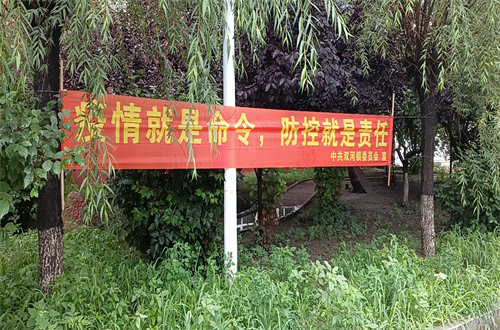 疫情就是命令，防控就是责任
中共双河镇委员会 宣